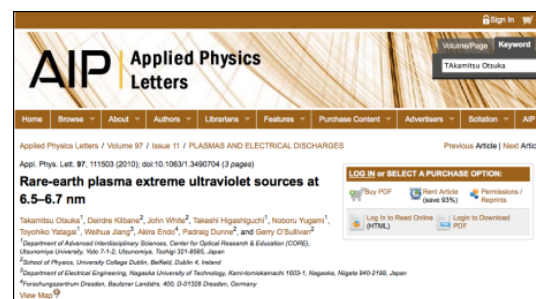 Sign In
AIP | Applied Physics
Letters
Volume/Page Keyword
TAkamitsu Otsuka
Home Browse About Authors Librarians Features Purchase Content Advertisers Scitation AIP
Applied Physics Letters / Volume 97 / Issue 11 / PLASMAS AND ELECTRICAL DISCHARGES
Previous Article | Next Artic
Appl. Phys. Lett. 97, 111503 (2010); doi:10.1063/1.3490704 (3 pages)
Rare-earth plasma extreme ultraviolet sources at
6.5–6.7 nm
LOG IN or SELECT A PURCHASE OPTION:
Buy PDF
Rent Article
(save 93%)
Permissions /
Reprints
Log In to Read Online
(HTML)
Login to Download
PDF
Takamitsu Otsuka1, Deirdre Kilbane2, John White2, Takeshi Higashiguchi1, Noboru Yugami1,
Toyohiko Yatagai1, Weihua Jiang3, Akira Endo4, Padraig Dunne2, and Gerry O'Sullivan2
1Department of Advanced Interdisciplinary Sciences, Center for Optical Research & Education (CORE),
Utsunomiya University, Yoto 7-1-2, Utsunomiya, Tochigi 321-8585, Japan
2School of Physics, University College Dublin, Belfield, Dublin 4, Ireland
3Department of Electrical Engineering, Nagaoka University of Technology, Kami-tomiokamachi 1603-1, Nagaoka, Niigata 940-2188, Japan
4Forschungszentrum Dresden, Bautzner Landstrs. 400, D-01328 Dresden, Germany
View Map